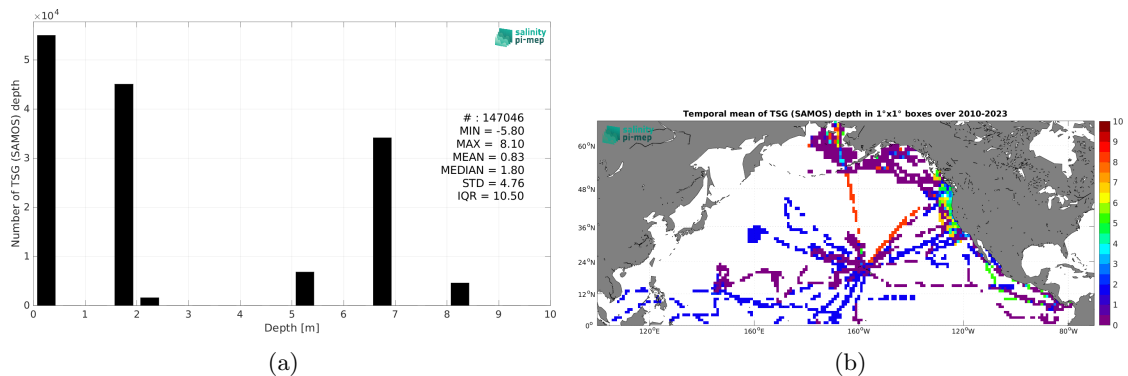 ×10⁴
5
4
3
2
1
0
Number of TSG (SAMOS) depth
0 1 2 3 4 5 6 7 8 9 10
Depth [m]
salinity
pi-mep
# : 147046
MIN = -5.80
MAX = 8.10
MEAN = 0.83
MEDIAN = 1.80
STD = 4.76
IQR = 10.50
(a)
Temporal mean of TSG (SAMOS) depth in 1°x1° boxes over 2010-2023
salinity
pi-mep
60°N
48°N
36°N
24°N
12°N
0°
120°E 160°E 160°W 120°W 80°W
10
9
8
7
6
5
4
3
2
1
0
(b)